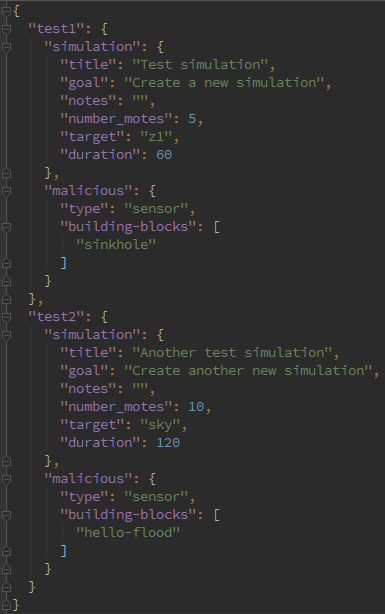 {
  "test1": {
    "simulation": {
      "title": "Test simulation",
      "goal": "Create a new simulation",
      "notes": "",
      "number_motes": 5,
      "target": "z1",
      "duration": 60
    },
    "malicious": {
      "type": "sensor",
      "building-blocks": [
        "sinkhole"
      ]
    }
  },
  "test2": {
    "simulation": {
      "title": "Another test simulation",
      "goal": "Create another new simulation",
      "notes": "",
      "number_motes": 10,
      "target": "sky",
      "duration": 120
    },
    "malicious": {
      "type": "sensor",
      "building-blocks": [
        "hello-flood"
      ]
    }
  }
}